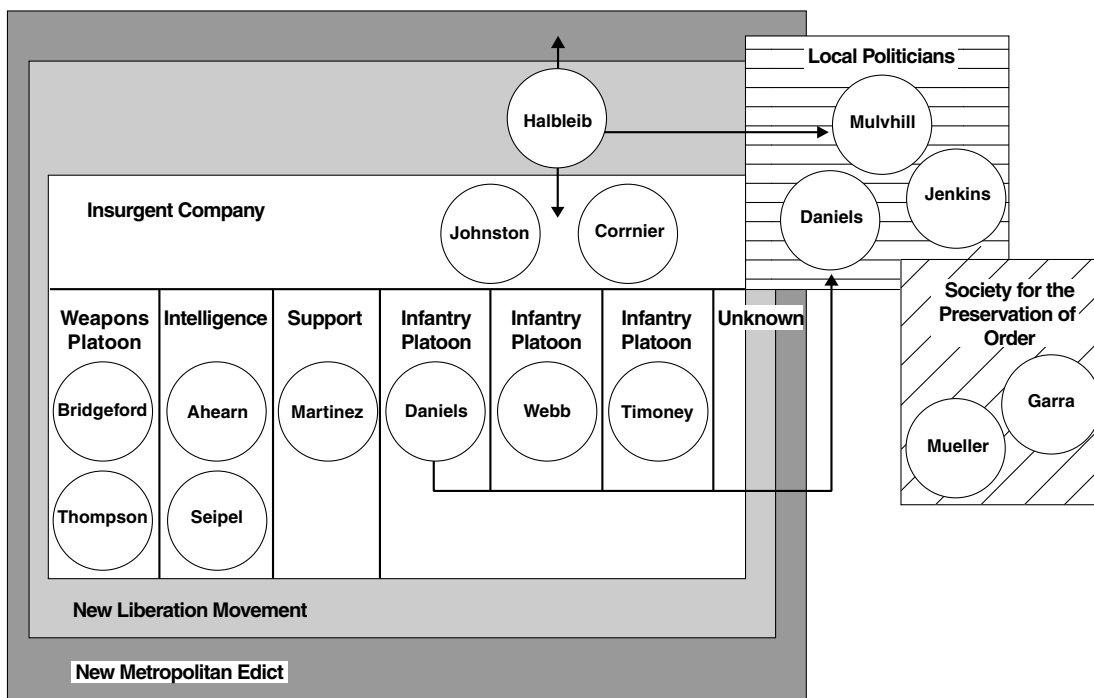 Local Politicians
Halbleib
Mulvhill
Jenkins
Daniels
Insurgent Company
Johnston
Corrnier
Society for the
Preservation of
Order
Garra
Mueller
Weapons
Platoon
Intelligence
Support
Infantry
Platoon
Infantry
Platoon
Infantry
Platoon
Unknown
Bridgeford
Ahearn
Martinez
Daniels
Webb
Timoney
Thompson
Seipel
New Liberation Movement
New Metropolitan Edict